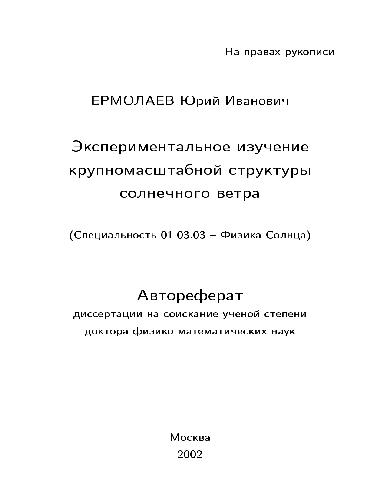 На правах рукописи
ЕРМОЛАЕВ Юрий Иванович
Экспериментальное изучение
крупномасштабной структуры
солнечного ветра
(Специальность 01.03.03 – Физика Солнца)
Автореферат
диссертации на соискание ученой степени
доктора физико-математических наук
Москва
2002